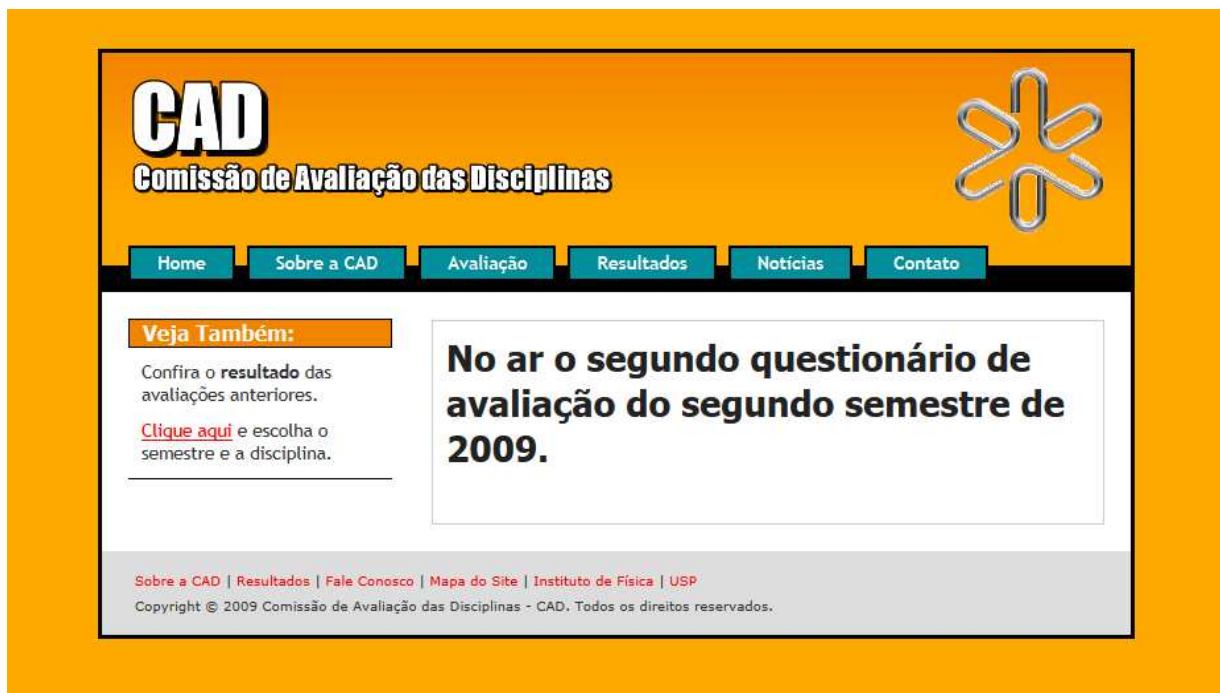 CAD
Comissão de Avaliação das Disciplinas
Home Sobre a CAD Avaliação Resultados Notícias Contato
Veja Também:
Confira o resultado das
avaliações anteriores.
Clique aqui e escolha o
semestre e a disciplina.
No ar o segundo questionário de
avaliação do segundo semestre de
2009.
Sobre a CAD | Resultados | Fale Conosco | Mapa do Site | Instituto de Física | USP
Copyright © 2009 Comissão de Avaliação das Disciplinas - CAD. Todos os direitos reservados.